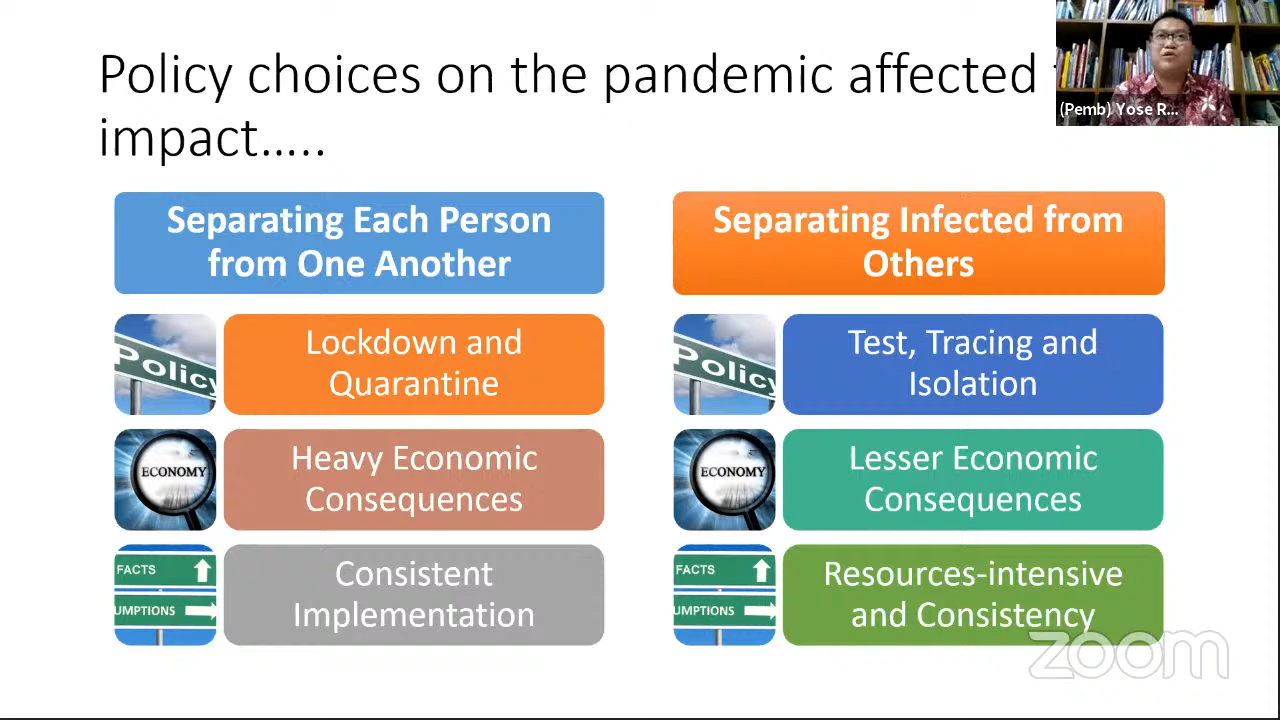 Policy choices on the pandemic affected
impact…..
(Pemb) Yose R...
Separating Each Person
from One Another
Policy
Lockdown and
Quarantine
ECONOMY
Heavy Economic
Consequences
FACTS
UMPTIONS
Consistent
Implementation
Separating Infected from
Others
Policy
Test, Tracing and
Isolation
ECONOMY
Lesser Economic
Consequences
FACTS
UMPTIONS
Resources-intensive
and Consistency
zoom